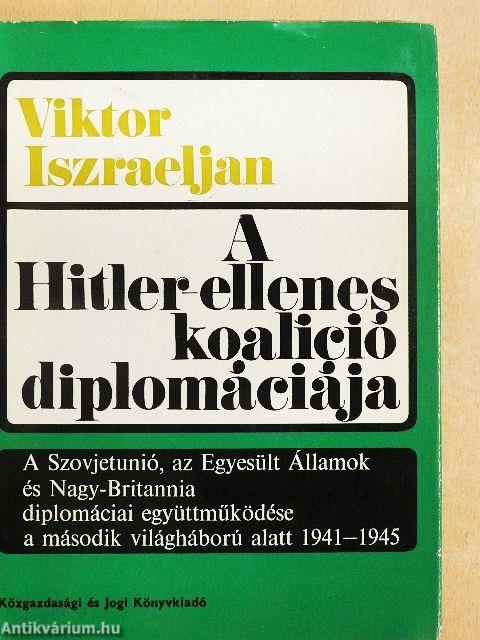 Viktor
Iszraeljan
A
Hitler-ellenes
koalíció
diplomáciája
A Szovjetunió, az Egyesült Államok
és Nagy-Britannia
diplomáciai együttműködése
a második világháború alatt 1941–1945
Közgazdasági és Jogi Könyvkiadó
Antikvárium.hu